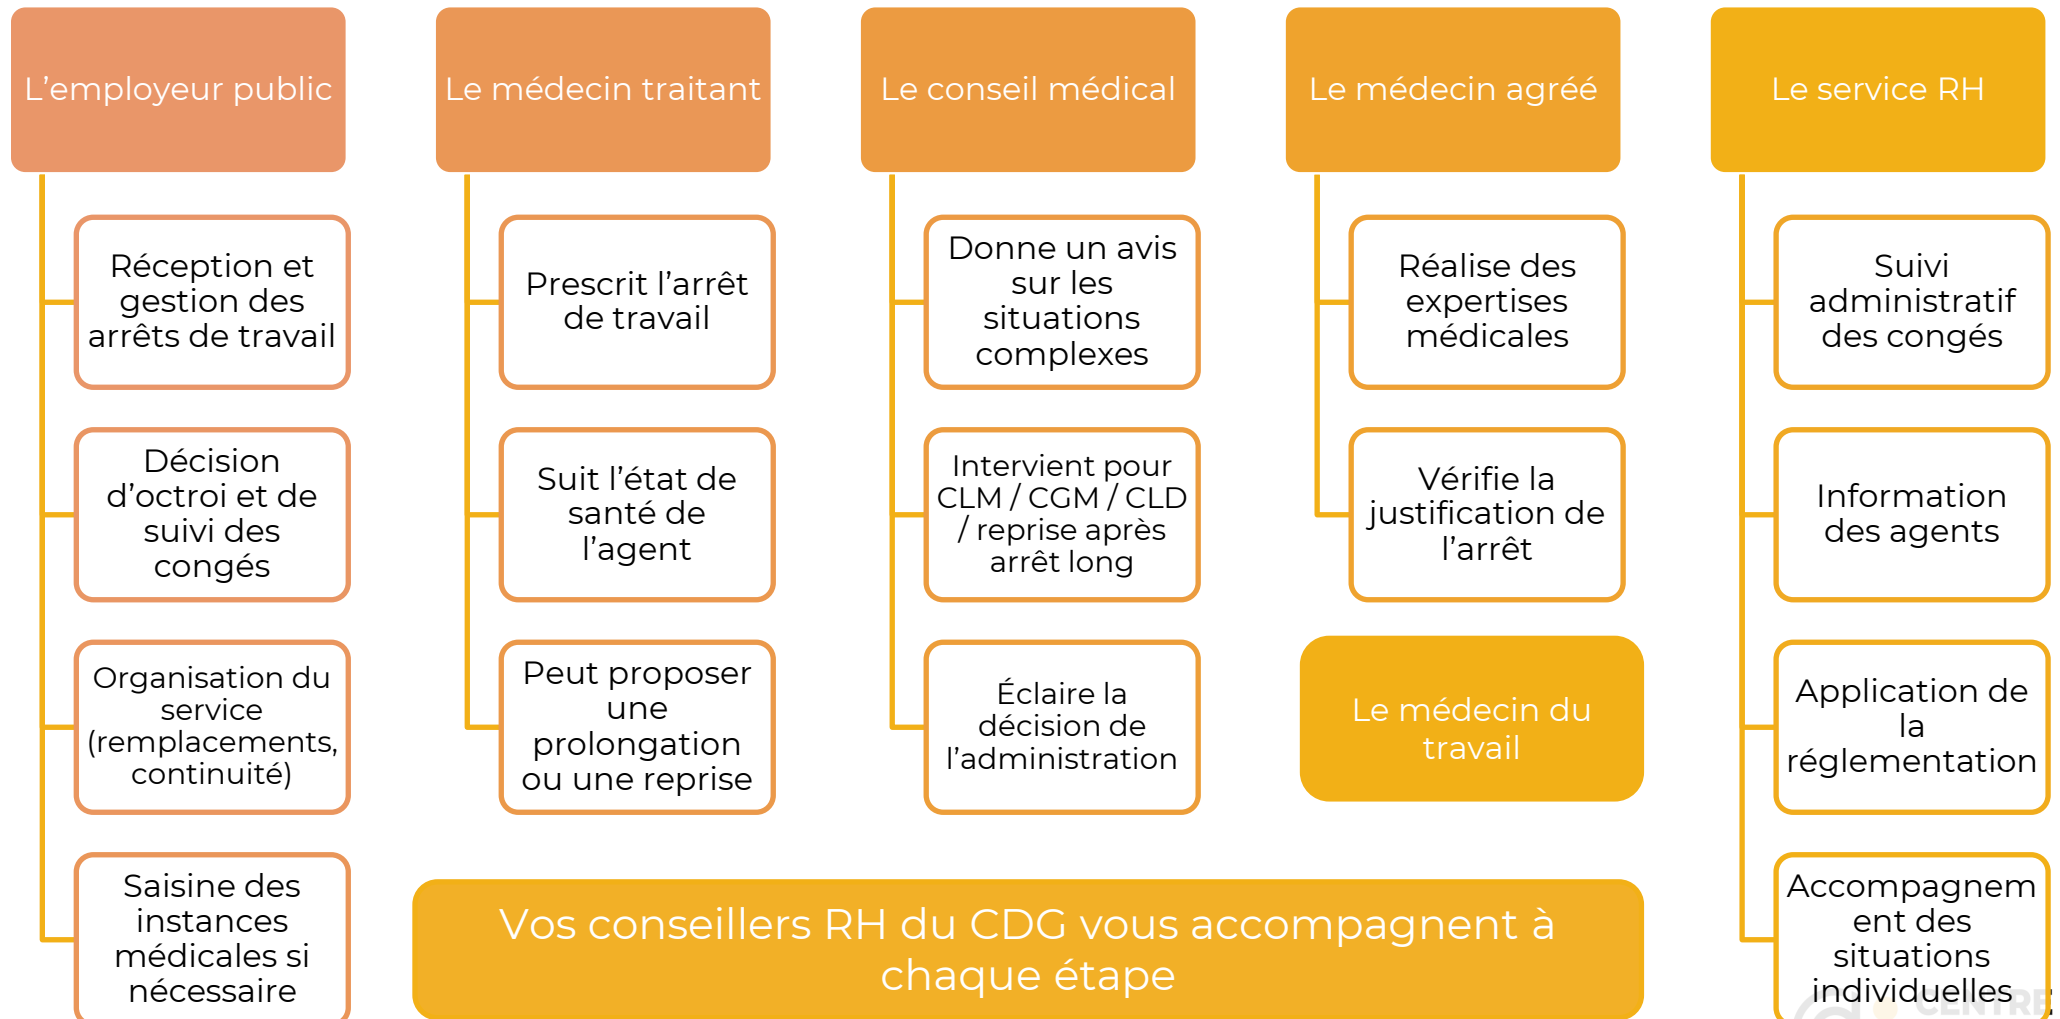 L’employeur public
Réception et
gestion des
arrêts de travail
Décision
d’octroi et de
suivi des
congés
Organisation du
service
(remplacements,
continuité)
Saisine des
instances
médicales si
nécessaire
Le médecin traitant
Prescrit l’arrêt
de travail
Suit l’état de
santé de
l’agent
Peut proposer
une
prolongation
ou une reprise
Le conseil médical
Donne un avis
sur les
situations
complexes
Intervient pour
CLM / CGM / CLD
/ reprise après
arrêt long
Éclaire la
décision de
l’administration
Le médecin agréé
Réalise des
expertises
médicales
Vérifie la
justification de
l’arrêt
Le médecin du
travail
Le service RH
Suivi
administratif
des congés
Information
des agents
Application de
la
réglementation
Accompagnem
ent des
situations
individuelles
Vos conseillers RH du CDG vous accompagnent à
chaque étape
CENTRE